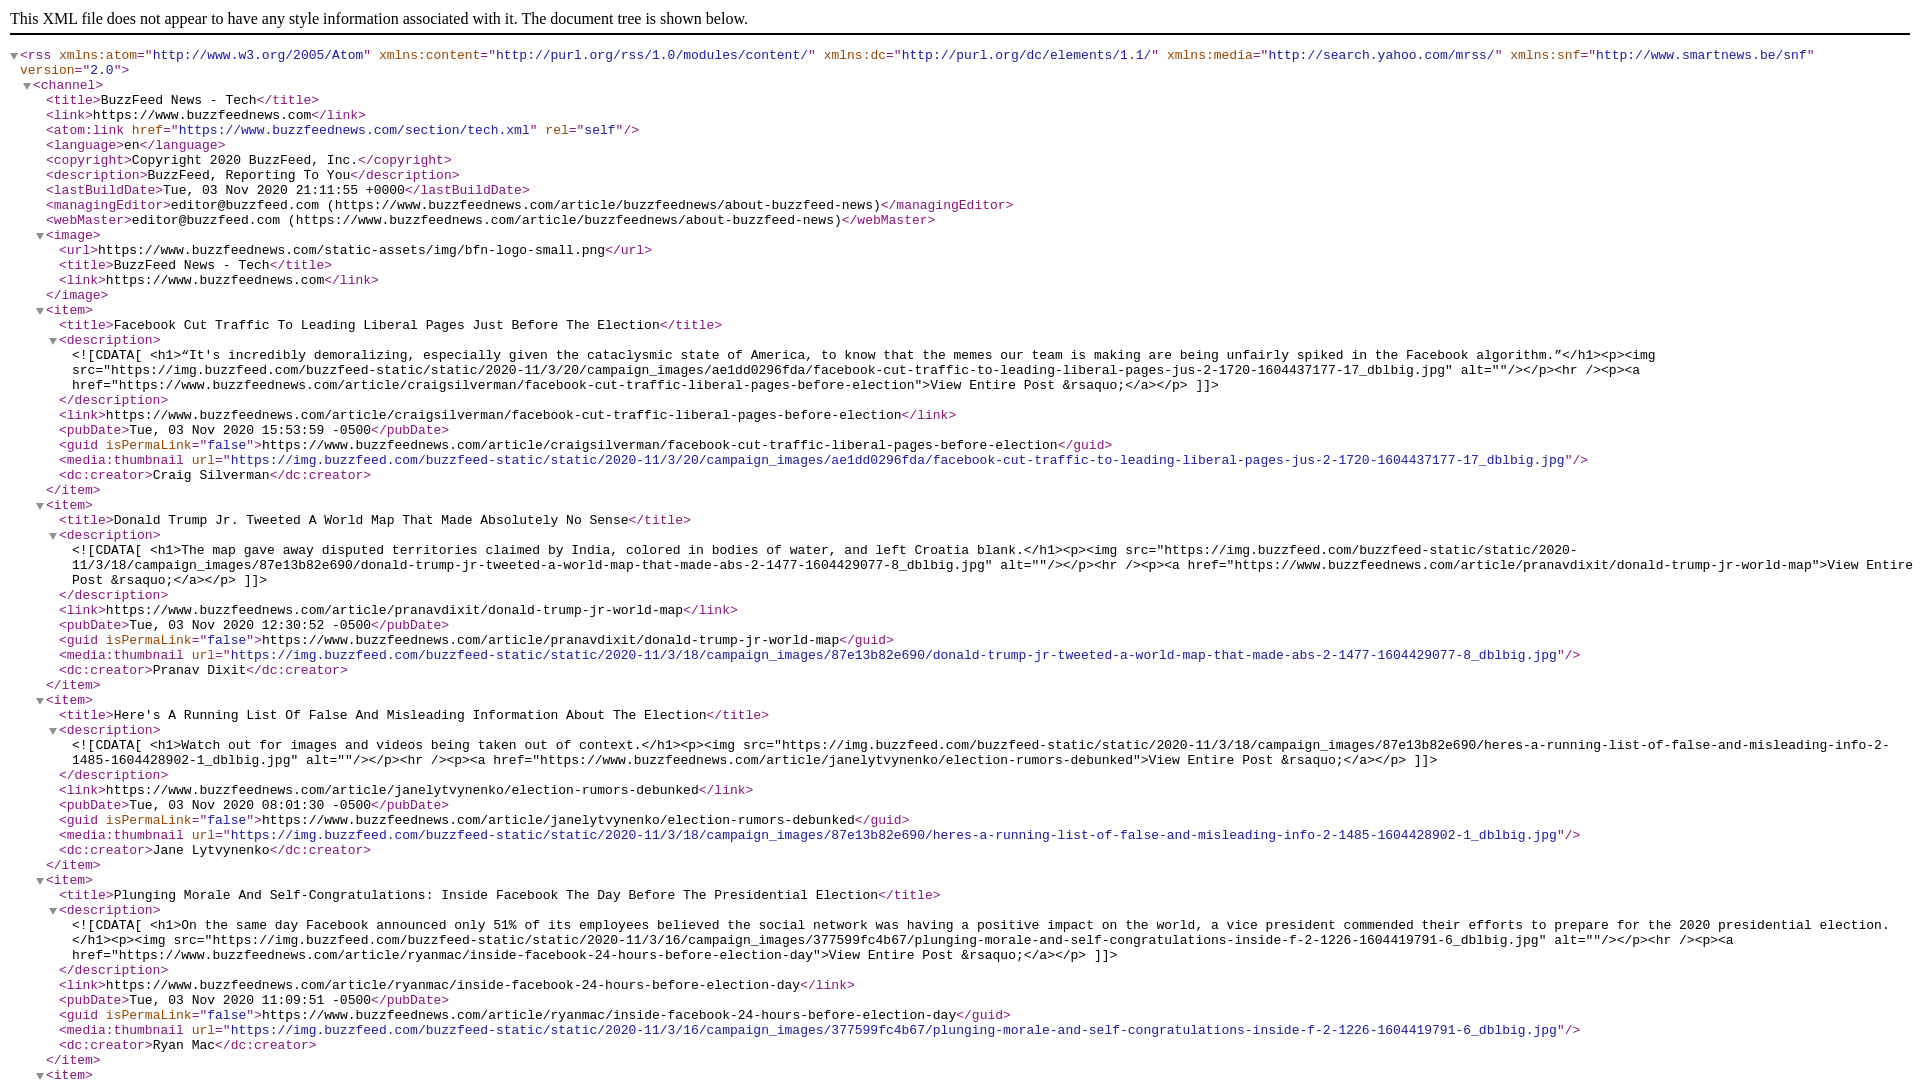 This XML file does not appear to have any style information associated with it. The document tree is shown below.
<rss xmlns:atom="http://www.w3.org/2005/Atom" xmlns:content="http://purl.org/rss/1.0/modules/content/" xmlns:dc="http://purl.org/dc/elements/1.1/" xmlns:media="http://search.yahoo.com/mrss/" xmlns:snf="http://www.smartnews.be/snf"
version="2.0">
<channel>
<title>BuzzFeed News - Tech</title>
<link>https://www.buzzfeednews.com</link>
<atom:link href="https://www.buzzfeednews.com/section/tech.xml" rel="self"/>
<language>en</language>
<copyright>Copyright 2020 BuzzFeed, Inc.</copyright>
<description>BuzzFeed, Reporting To You</description>
<lastBuildDate>Tue, 03 Nov 2020 21:11:55 +0000</lastBuildDate>
<managingEditor>editor@buzzfeed.com (https://www.buzzfeednews.com/article/buzzfeednews/about-buzzfeed-news)</managingEditor>
<webMaster>editor@buzzfeed.com (https://www.buzzfeednews.com/article/buzzfeednews/about-buzzfeed-news)</webMaster>
<image>
<url>https://www.buzzfeednews.com/static-assets/img/bfn-logo-small.png</url>
<title>BuzzFeed News - Tech</title>
<link>https://www.buzzfeednews.com</link>
</image>
<item>
<title>Facebook Cut Traffic To Leading Liberal Pages Just Before The Election</title>
<description>
<![CDATA[ <h1>“It's incredibly demoralizing, especially given the cataclysmic state of America, to know that the memes our team is making are being unfairly spiked in the Facebook algorithm.”</h1><p><img
src="https://img.buzzfeed.com/buzzfeed-static/static/2020-11/3/20/campaign_images/ae1dd0296fda/facebook-cut-traffic-to-leading-liberal-pages-jus-2-1720-1604437177-17_dblbig.jpg" alt=""/></p><hr /><p><a
href="https://www.buzzfeednews.com/article/craigsilverman/facebook-cut-traffic-liberal-pages-before-election">View Entire Post &rsaquo;</a></p> ]]>
</description>
<link>https://www.buzzfeednews.com/article/craigsilverman/facebook-cut-traffic-liberal-pages-before-election</link>
<pubDate>Tue, 03 Nov 2020 15:53:59 -0500</pubDate>
<guid isPermaLink="false">https://www.buzzfeednews.com/article/craigsilverman/facebook-cut-traffic-liberal-pages-before-election</guid>
<media:thumbnail url="https://img.buzzfeed.com/buzzfeed-static/static/2020-11/3/20/campaign_images/ae1dd0296fda/facebook-cut-traffic-to-leading-liberal-pages-jus-2-1720-1604437177-17_dblbig.jpg"/>
<dc:creator>Craig Silverman</dc:creator>
</item>
<item>
<title>Donald Trump Jr. Tweeted A World Map That Made Absolutely No Sense</title>
<description>
<![CDATA[ <h1>The map gave away disputed territories claimed by India, colored in bodies of water, and left Croatia blank.</h1><p><img src="https://img.buzzfeed.com/buzzfeed-static/static/2020-
11/3/18/campaign_images/87e13b82e690/donald-trump-jr-tweeted-a-world-map-that-made-abs-2-1477-1604429077-8_dblbig.jpg" alt=""/></p><hr /><p><a href="https://www.buzzfeednews.com/article/pranavdixit/donald-trump-jr-world-map">View Entire
Post &rsaquo;</a></p> ]]>
</description>
<link>https://www.buzzfeednews.com/article/pranavdixit/donald-trump-jr-world-map</link>
<pubDate>Tue, 03 Nov 2020 12:30:52 -0500</pubDate>
<guid isPermaLink="false">https://www.buzzfeednews.com/article/pranavdixit/donald-trump-jr-world-map</guid>
<media:thumbnail url="https://img.buzzfeed.com/buzzfeed-static/static/2020-11/3/18/campaign_images/87e13b82e690/donald-trump-jr-tweeted-a-world-map-that-made-abs-2-1477-1604429077-8_dblbig.jpg"/>
<dc:creator>Pranav Dixit</dc:creator>
</item>
<item>
<title>Here's A Running List Of False And Misleading Information About The Election</title>
<description>
<![CDATA[ <h1>Watch out for images and videos being taken out of context.</h1><p><img src="https://img.buzzfeed.com/buzzfeed-static/static/2020-11/3/18/campaign_images/87e13b82e690/heres-a-running-list-of-false-and-misleading-info-2-
1485-1604428902-1_dblbig.jpg" alt=""/></p><hr /><p><a href="https://www.buzzfeednews.com/article/janelytvynenko/election-rumors-debunked">View Entire Post &rsaquo;</a></p> ]]>
</description>
<link>https://www.buzzfeednews.com/article/janelytvynenko/election-rumors-debunked</link>
<pubDate>Tue, 03 Nov 2020 08:01:30 -0500</pubDate>
<guid isPermaLink="false">https://www.buzzfeednews.com/article/janelytvynenko/election-rumors-debunked</guid>
<media:thumbnail url="https://img.buzzfeed.com/buzzfeed-static/static/2020-11/3/18/campaign_images/87e13b82e690/heres-a-running-list-of-false-and-misleading-info-2-1485-1604428902-1_dblbig.jpg"/>
<dc:creator>Jane Lytvynenko</dc:creator>
</item>
<item>
<title>Plunging Morale And Self-Congratulations: Inside Facebook The Day Before The Presidential Election</title>
<description>
<![CDATA[ <h1>On the same day Facebook announced only 51% of its employees believed the social network was having a positive impact on the world, a vice president commended their efforts to prepare for the 2020 presidential election.
</h1><p><img src="https://img.buzzfeed.com/buzzfeed-static/static/2020-11/3/16/campaign_images/377599fc4b67/plunging-morale-and-self-congratulations-inside-f-2-1226-1604419791-6_dblbig.jpg" alt=""/></p><hr /><p><a
href="https://www.buzzfeednews.com/article/ryanmac/inside-facebook-24-hours-before-election-day">View Entire Post &rsaquo;</a></p> ]]>
</description>
<link>https://www.buzzfeednews.com/article/ryanmac/inside-facebook-24-hours-before-election-day</link>
<pubDate>Tue, 03 Nov 2020 11:09:51 -0500</pubDate>
<guid isPermaLink="false">https://www.buzzfeednews.com/article/ryanmac/inside-facebook-24-hours-before-election-day</guid>
<media:thumbnail url="https://img.buzzfeed.com/buzzfeed-static/static/2020-11/3/16/campaign_images/377599fc4b67/plunging-morale-and-self-congratulations-inside-f-2-1226-1604419791-6_dblbig.jpg"/>
<dc:creator>Ryan Mac</dc:creator>
</item>
<item>